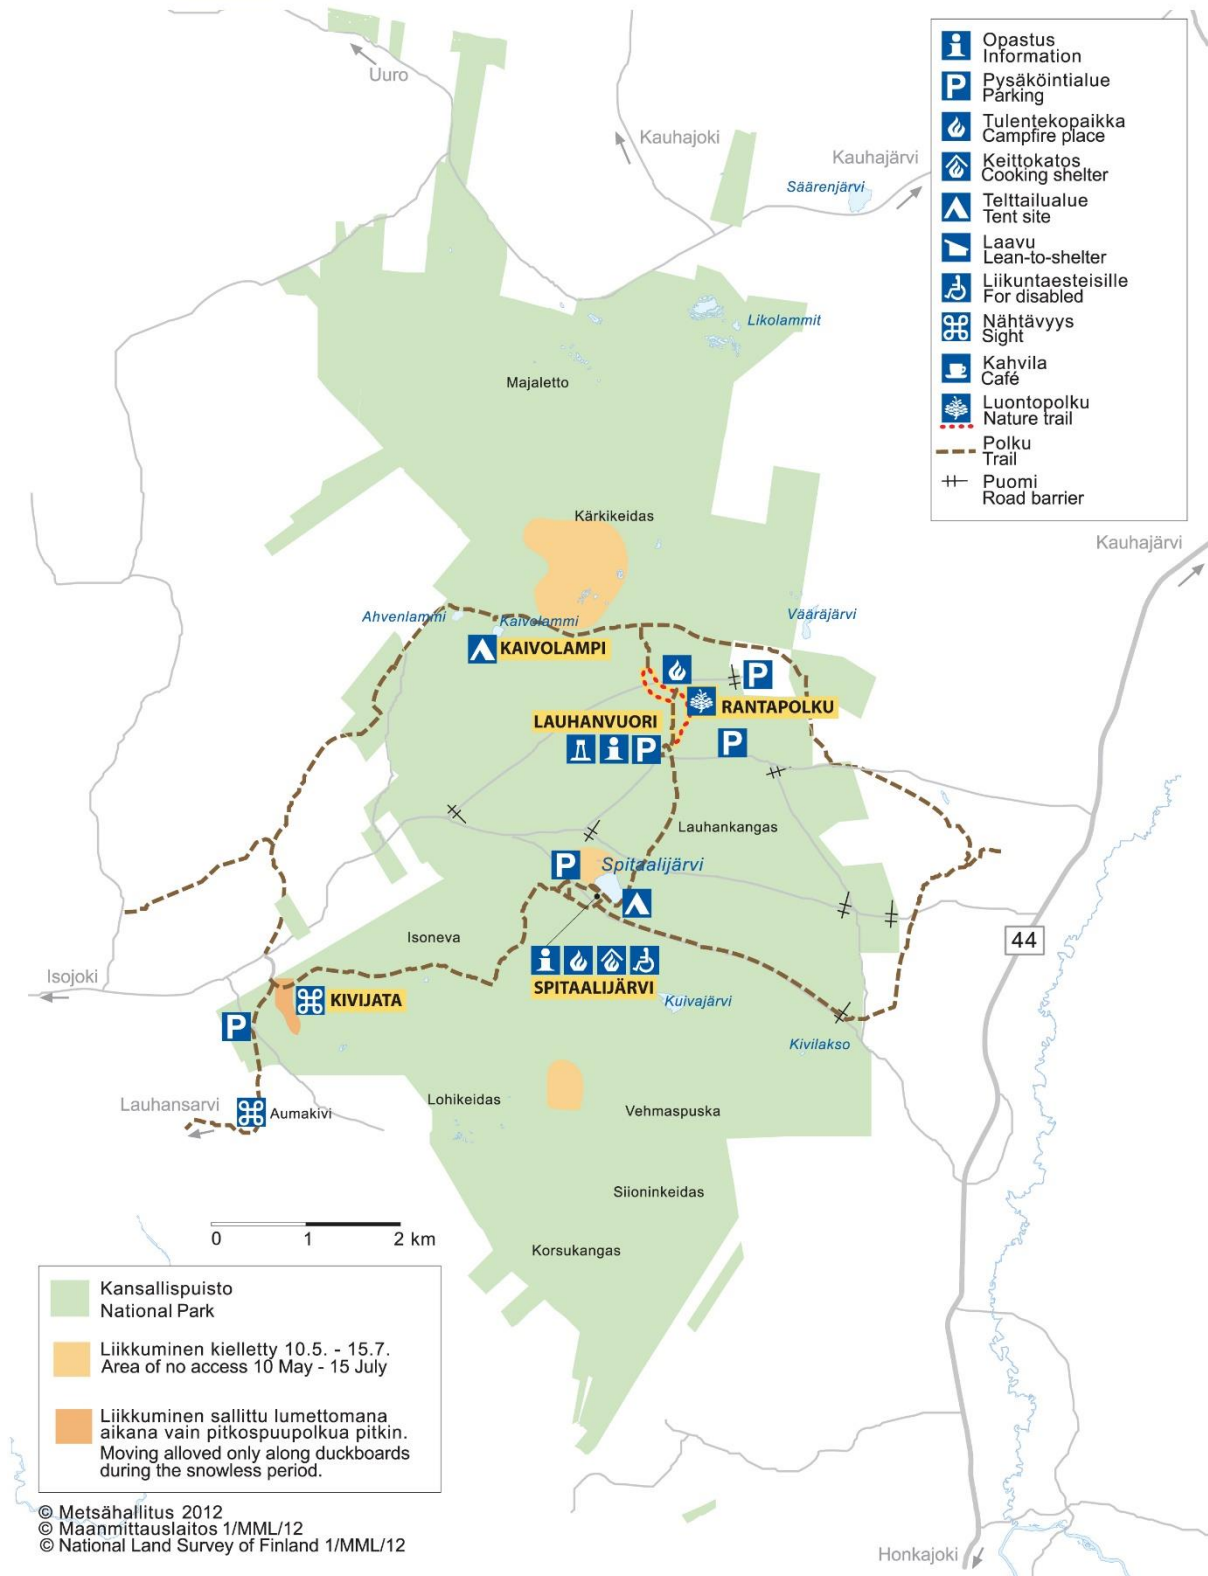 Opastus
Information
P
Pysäköintialue
Parking
Tulentekopaikka
Campfire place
Keittokatos
Cooking shelter
Telttailualue
Tent site
Laavu
Lean-to-shelter
Liikuntaesteisille
For disabled
Nähtävyys
Sight
Kahvila
Café
Luontopolku
Nature trail
Polku
Trail
Puomi
Road barrier
Uuro
Kauhajoki
Kauhajärvi
Säärenjärvi
Likolammit
Majaletto
Kärkikeidas
Kauhajärvi
Ahvenlammi
Kaivolammi
Vääräjärvi
KAIVOLAMPI
P
RANTAPOLKU
LAUHANVUORI
P
P
Lauhankangas
P
Spitaalijärvi
Isoneva
44
Isojoki
SPITAALIJÄRVI
KIVIJATA
Kuivajärvi
P
Kivilakso
Lohikeidas
Vehmaspuska
Lauhansarvi
Aumakivi
Siioninkeidas
0 1 2 km
Korsukangas
Kansallispuisto
National Park
Liikkuminen kielletty 10.5. - 15.7.
Area of no access 10 May - 15 July
Liikkuminen sallittu lumettomana
aikana vain pitkospuupolkua pitkin.
Moving alloved only along duckboards
during the snowless period.
© Metsähallitus 2012
© Maanmittauslaitos 1/MML/12
© National Land Survey of Finland 1/MML/12
Honkajoki